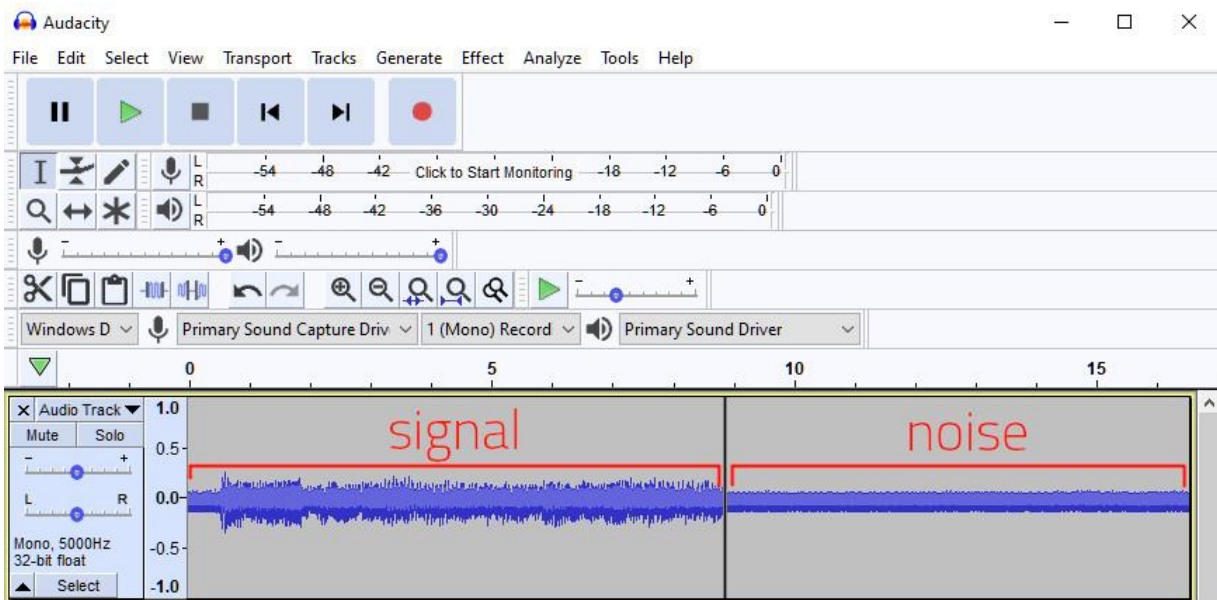 Audacity
File Edit Select View Transport Tracks Generate Effect Analyze Tools Help
L
R
-54 -48 -42 Click to Start Monitoring -18 -12 -6 0
L
R
-54 -48 -42 -36 -30 -24 -18 -12 -6 0
- + - +
- +
Windows D Primary Sound Capture Driv 1 (Mono) Record Primary Sound Driver
0 5 10 15
X Audio Track 1.0
Mute Solo
- +
0.5
signal noise
L R
0.0
Mono, 5000Hz
32-bit float
-0.5
Select
-1.0